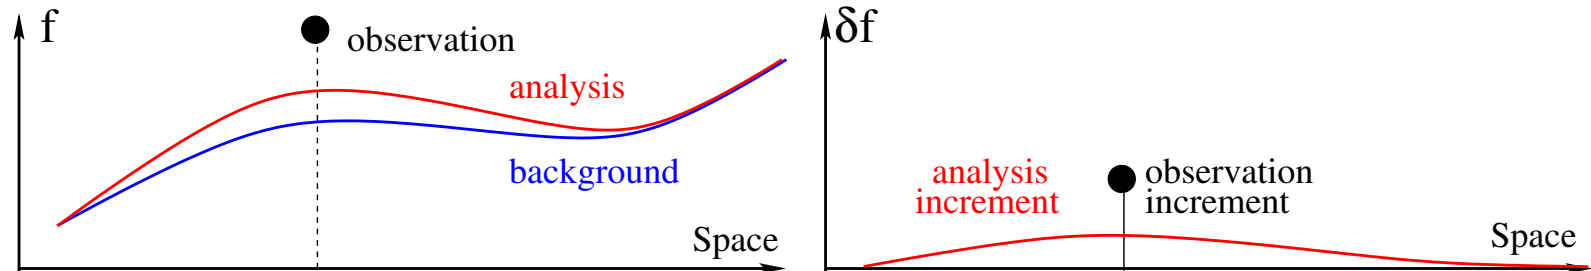 f
observation
analysis
background
Space
δf
analysis
increment
observation
increment
Space